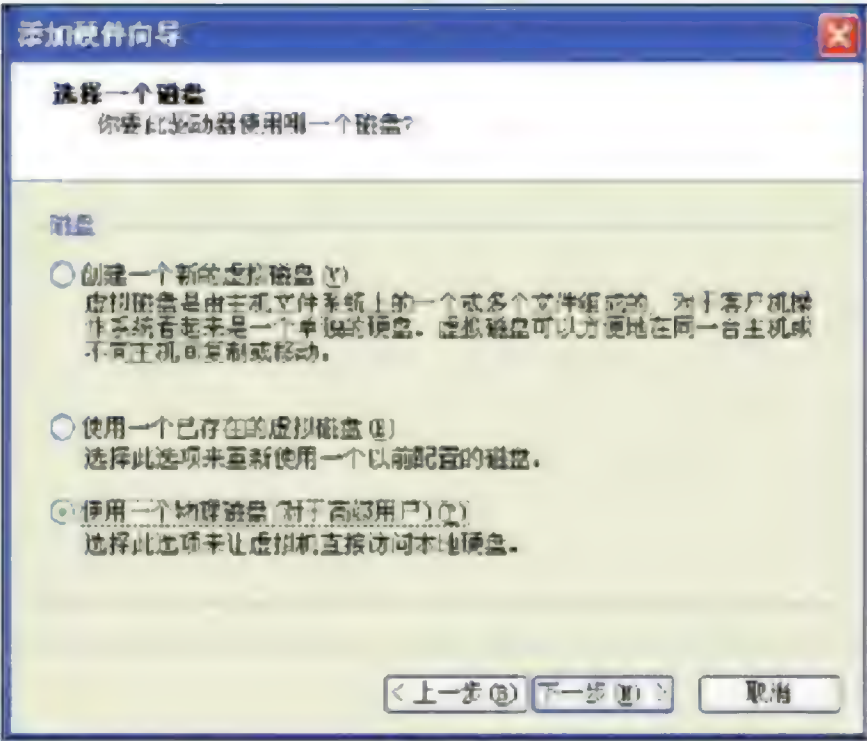 添加硬件向导
选择一个磁盘
你要此驱动器使用哪一个磁盘?
磁盘
创建一个新的虚拟磁盘(V)
虚拟磁盘是由主机文件系统上的一个或多个文件组成的，对于客户机操
作系统看起来是一个单独的硬盘。虚拟磁盘可以方便地在同一台主机或
不同主机间复制或移动。
使用一个已存在的虚拟磁盘(E)
选择此选项来重新使用一个以前配置的磁盘。
使用一个物理磁盘(对于高级用户)(P)
选择此选项来让虚拟机直接访问本地硬盘。
< 上一步(B) 下一步(N) > 取消